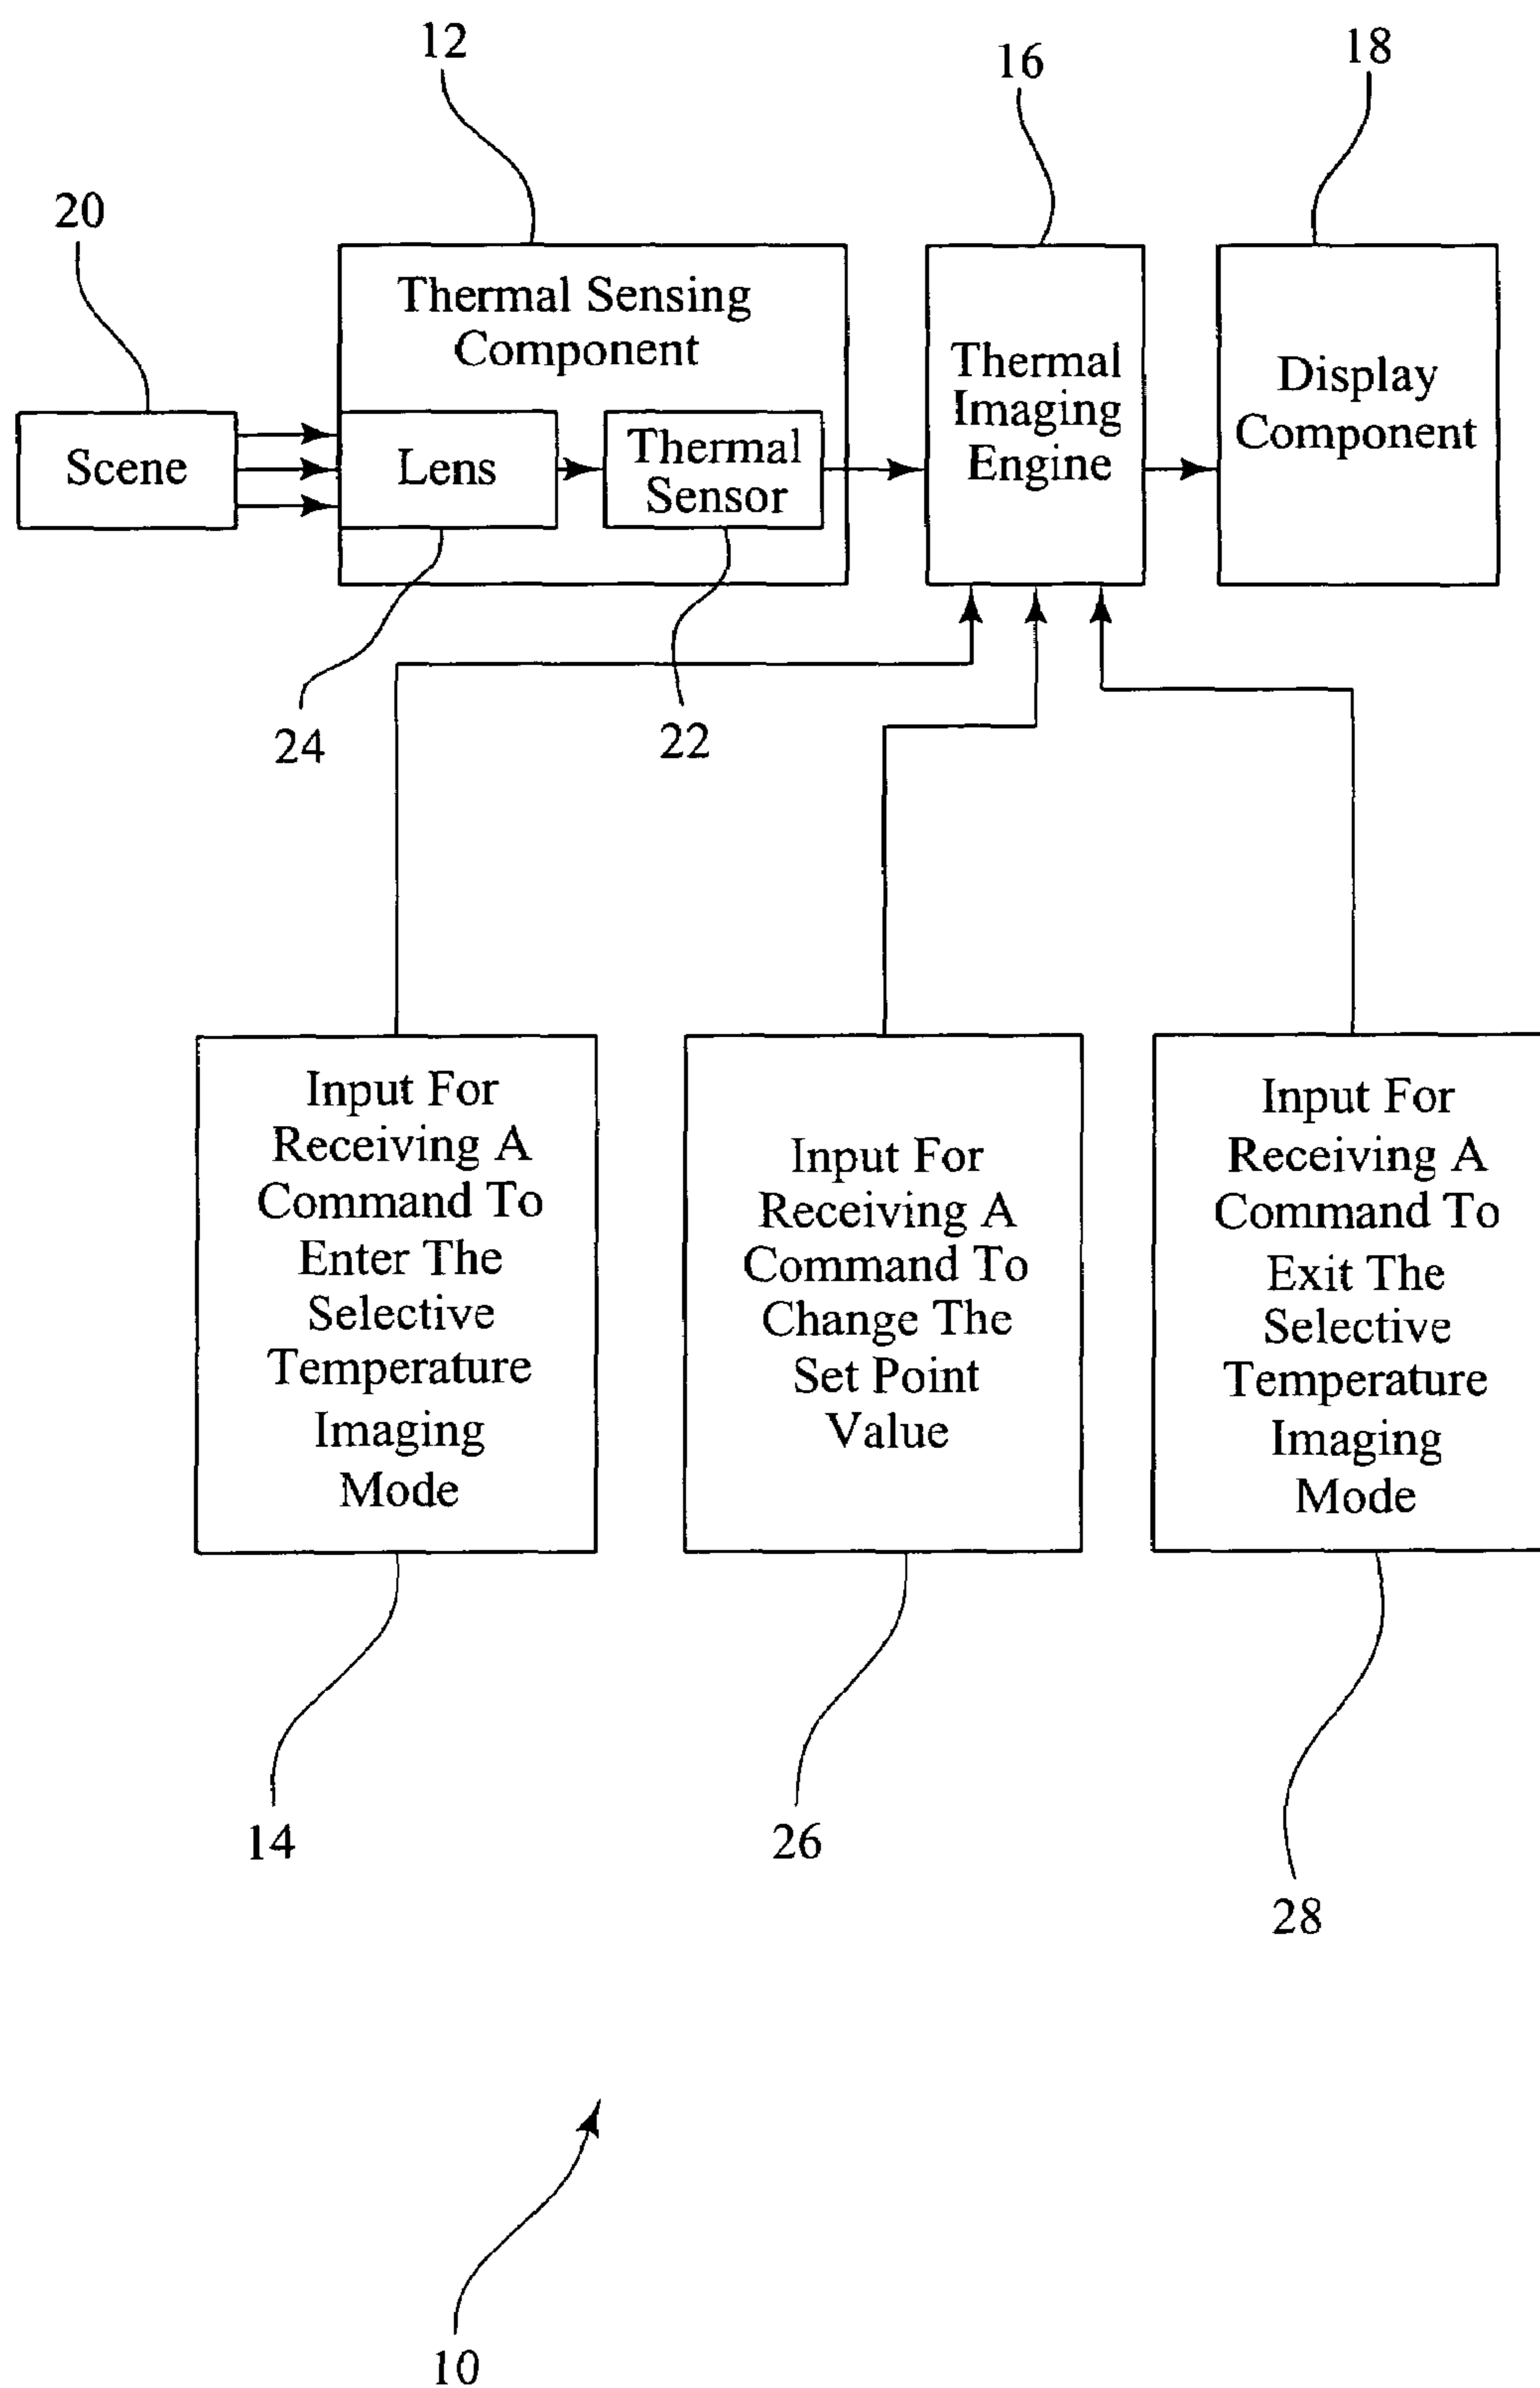 12
16
18
20
Thermal Sensing
Component
Scene
Lens
Thermal
Sensor
Thermal
Imaging
Engine
Display
Component
24
22
Input For
Receiving A
Command To
Enter The
Selective
Temperature
Imaging
Mode
Input For
Receiving A
Command To
Change The
Set Point
Value
Input For
Receiving A
Command To
Exit The
Selective
Temperature
Imaging
Mode
14
26
28
10